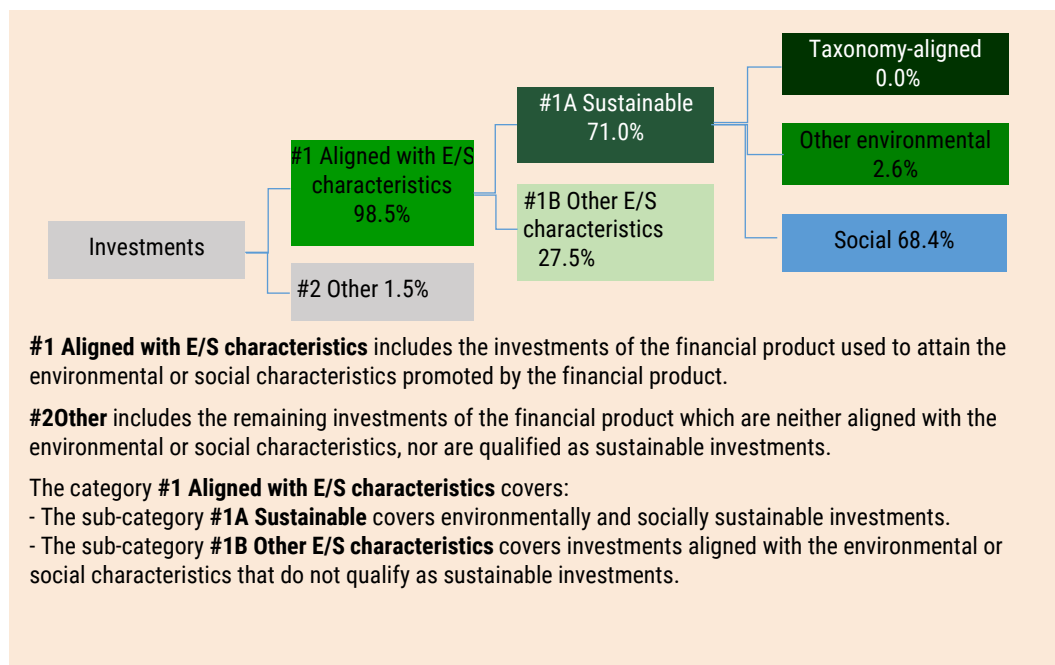 Taxonomy-aligned
0.0%
#1A Sustainable
71.0%
#1 Aligned with E/S
characteristics
98.5%
Other environmental
2.6%
#1B Other E/S
characteristics
27.5%
Investments
Social 68.4%
#2 Other 1.5%
#1 Aligned with E/S characteristics includes the investments of the financial product used to attain the
environmental or social characteristics promoted by the financial product.
#2Other includes the remaining investments of the financial product which are neither aligned with the
environmental or social characteristics, nor are qualified as sustainable investments.
The category #1 Aligned with E/S characteristics covers:
- The sub-category #1A Sustainable covers environmentally and socially sustainable investments.
- The sub-category #1B Other E/S characteristics covers investments aligned with the environmental or
social characteristics that do not qualify as sustainable investments.